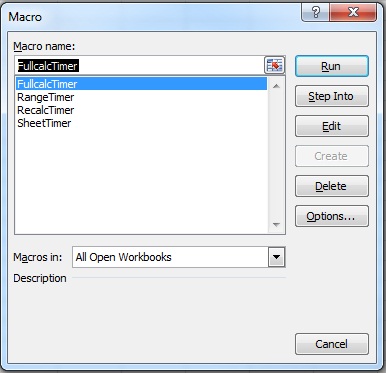 Macro
?
Macro name:
FullcalcTimer
FullcalcTimer
RangeTimer
RecalcTimer
SheetTimer
Run
Step Into
Edit
Create
Delete
Options...
Macros in: All Open Workbooks
Description
Cancel